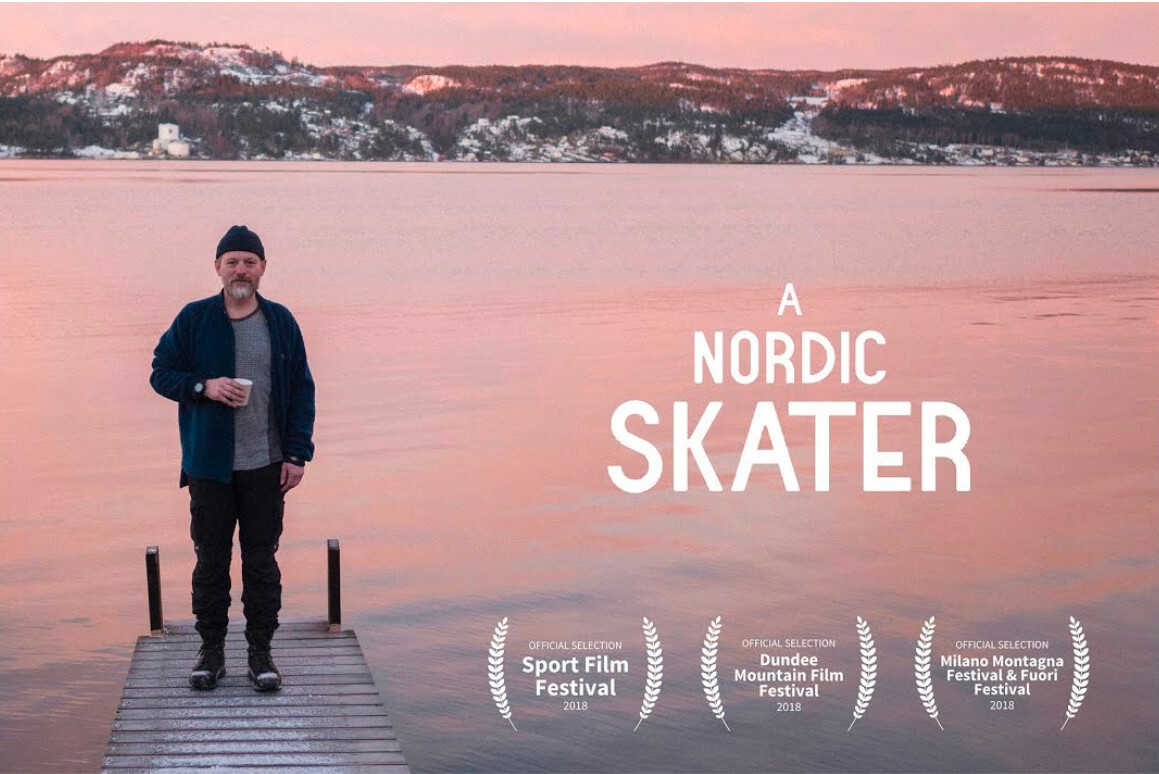 A
NORDIC
SKATER
OFFICIAL SELECTION
Sport Film
Festival
2018
OFFICIAL SELECTION
Dundee
Mountain Film
Festival
2018
OFFICIAL SELECTION
Milano Montagna
Festival & Fuori
Festival
2018